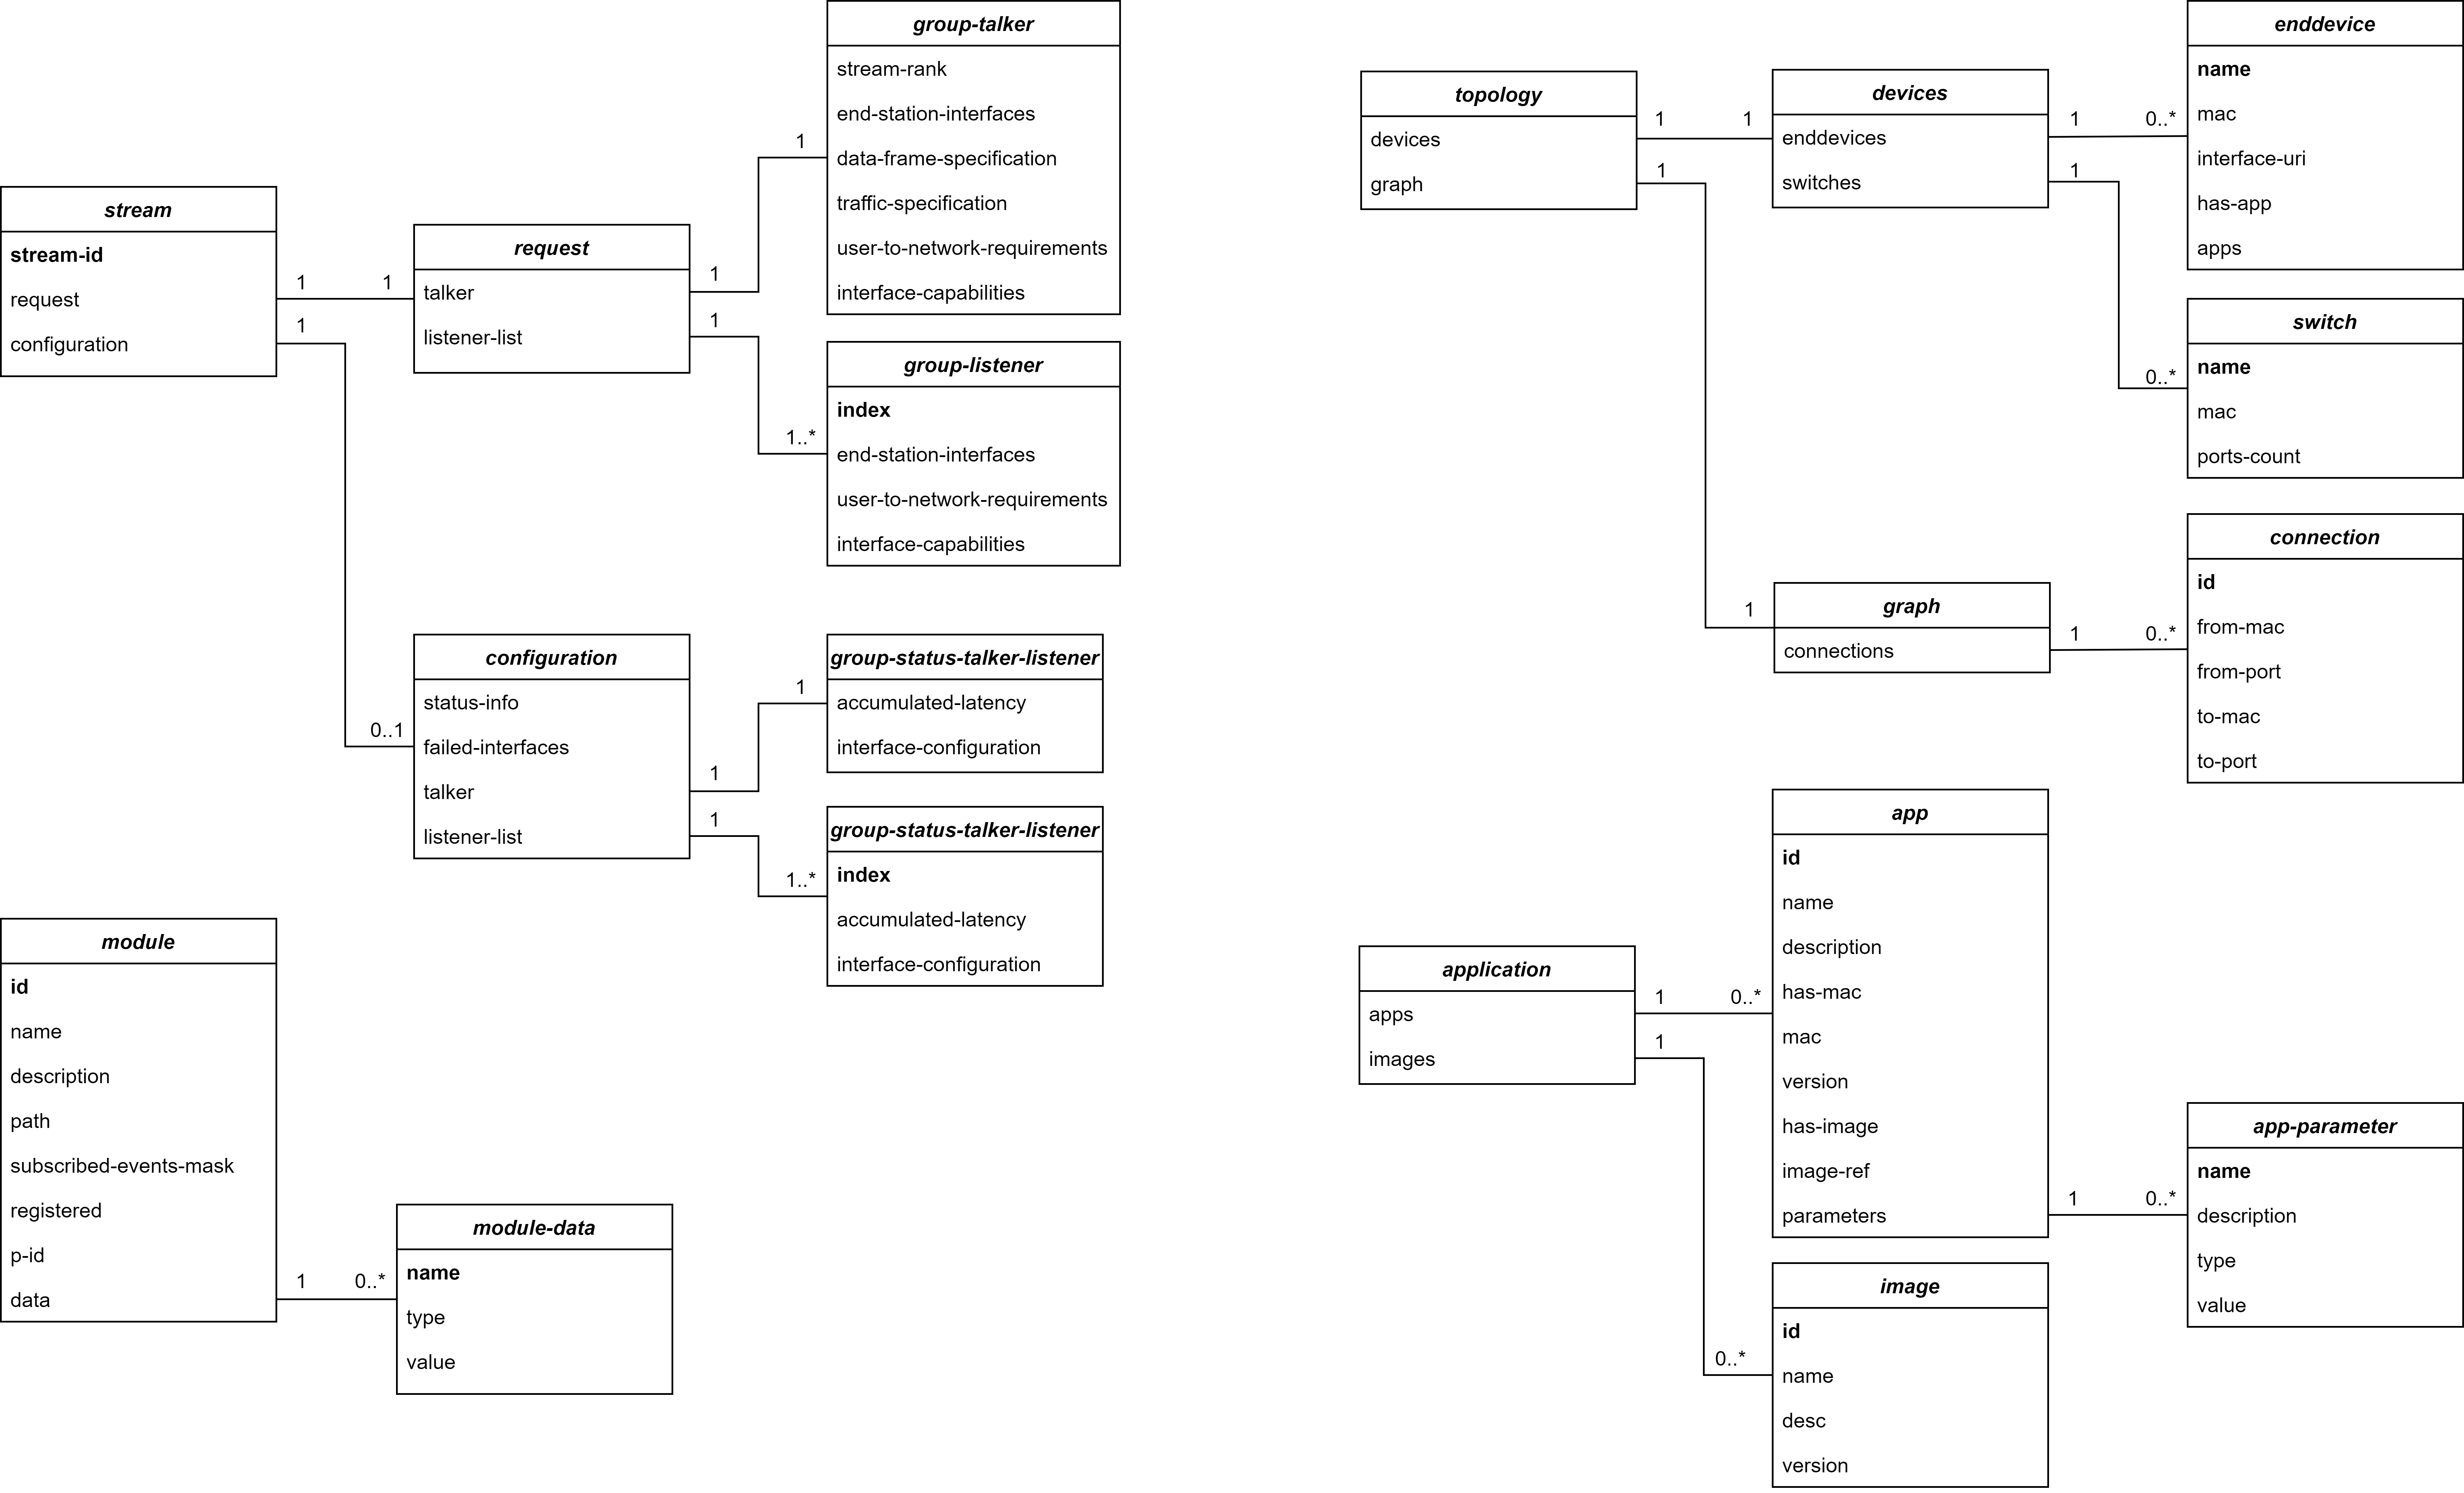 stream
stream-id
request
configuration
1
1
1
0..1
request
talker
listener-list
1
1
1
1..*
group-talker
stream-rank
end-station-interfaces
data-frame-specification
traffic-specification
user-to-network-requirements
interface-capabilities
group-listener
index
end-station-interfaces
user-to-network-requirements
interface-capabilities
configuration
status-info
failed-interfaces
talker
listener-list
1
1
1
1..*
group-status-talker-listener
accumulated-latency
interface-configuration
group-status-talker-listener
index
accumulated-latency
interface-configuration
module
id
name
description
path
subscribed-events-mask
registered
p-id
data
1
0..*
module-data
name
type
value
topology
devices
graph
1
1
1
1
devices
enddevices
switches
1
0..*
1
0..*
enddevice
name
mac
interface-uri
has-app
apps
switch
name
mac
ports-count
graph
connections
1
0..*
connection
id
from-mac
from-port
to-mac
to-port
application
apps
images
1
0..*
1
0..*
app
id
name
description
has-mac
mac
version
has-image
image-ref
parameters
1
0..*
app-parameter
name
description
type
value
image
id
name
desc
version